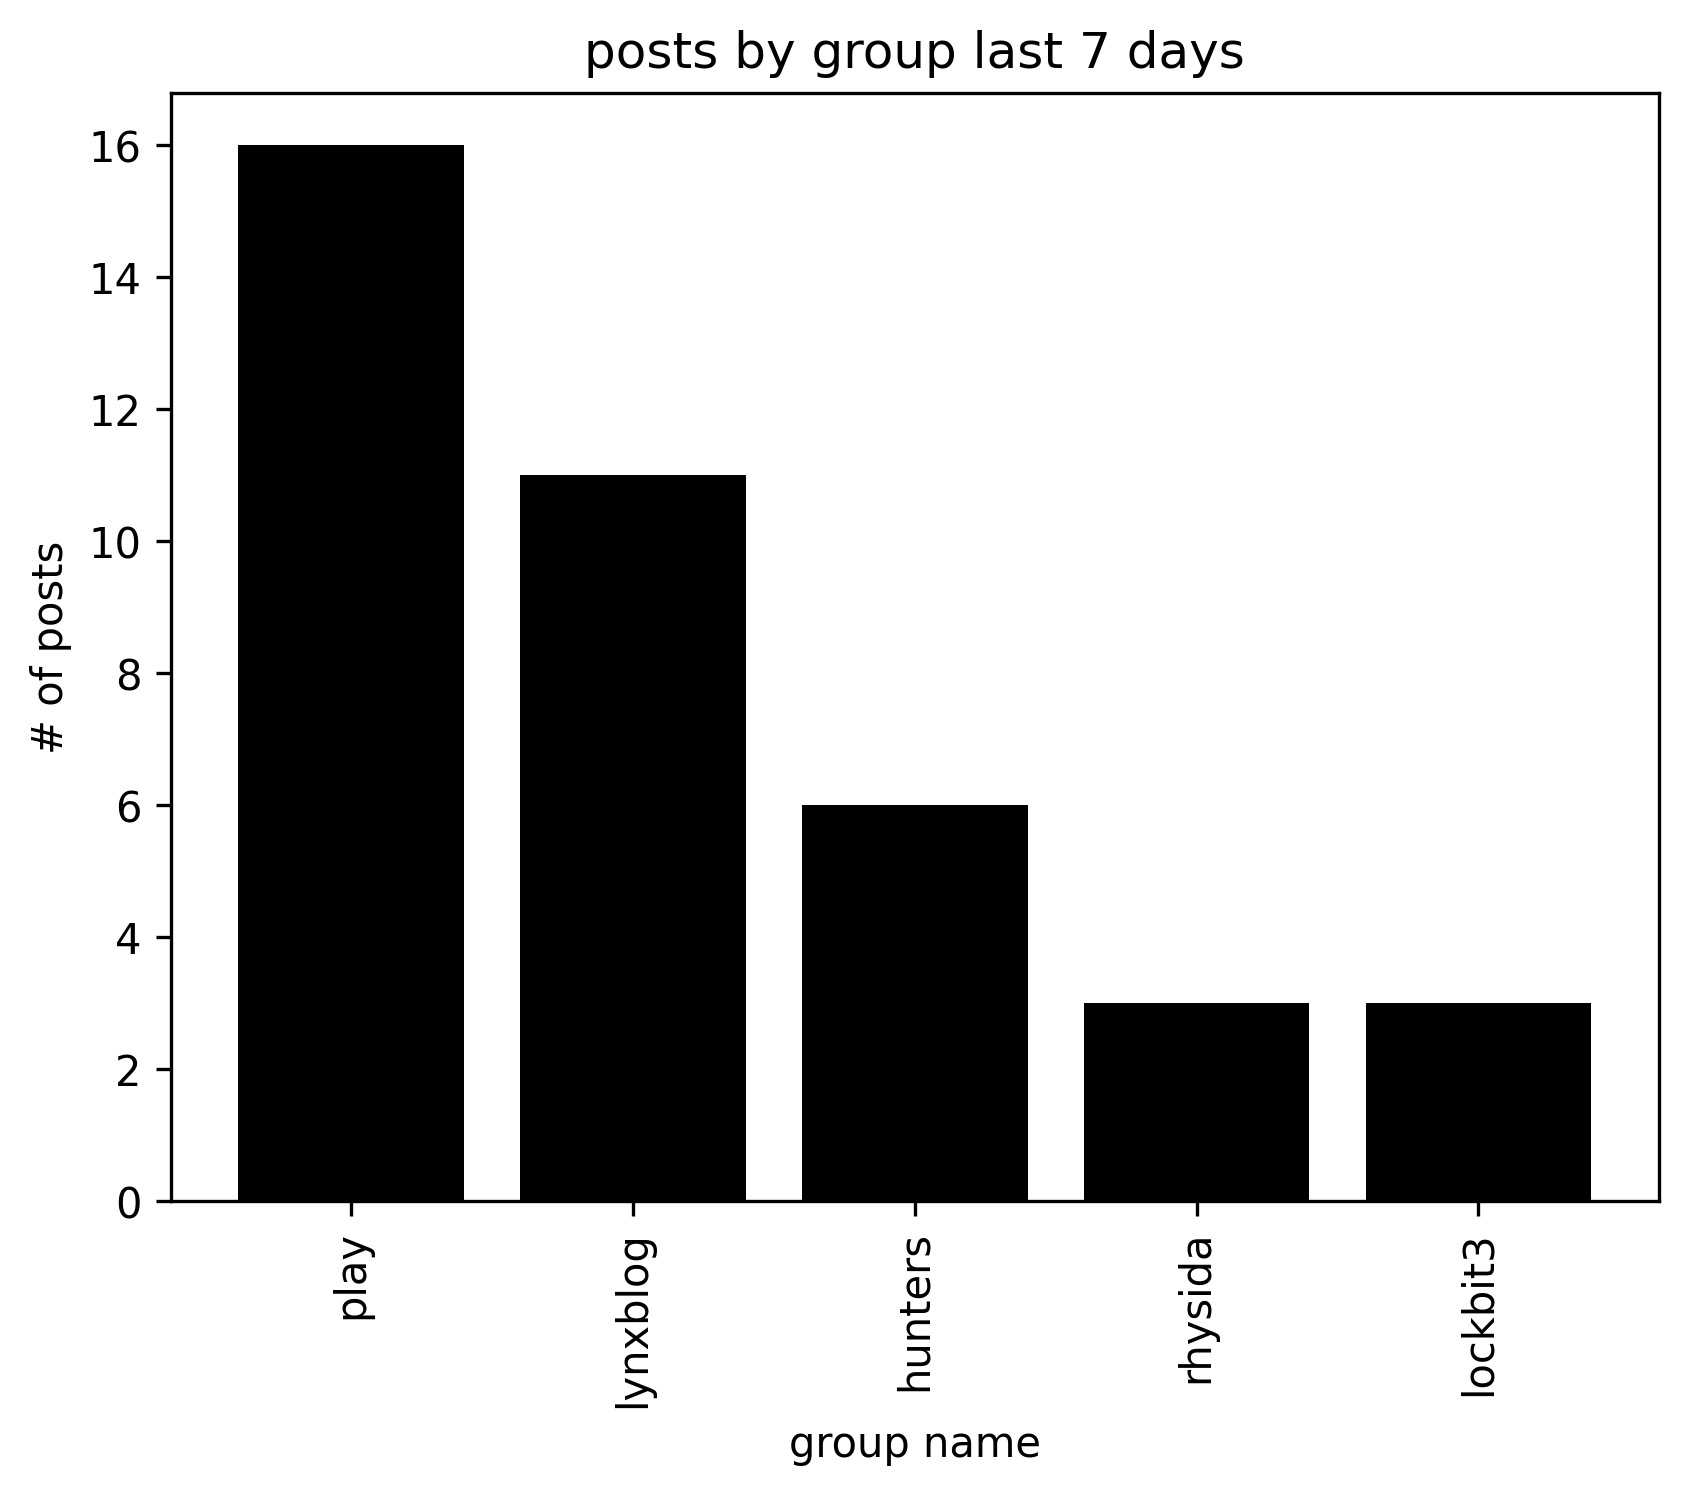 posts by group last 7 days
# of posts
16
14
12
10
8
6
4
2
0
play
lynxblog
hunters
rhysida
lockbit3
group name